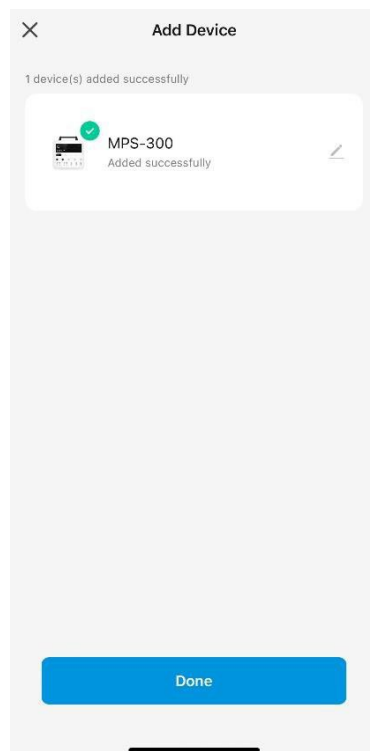 Add Device
1 device(s) added successfully
MPS-300
Added successfully
Done